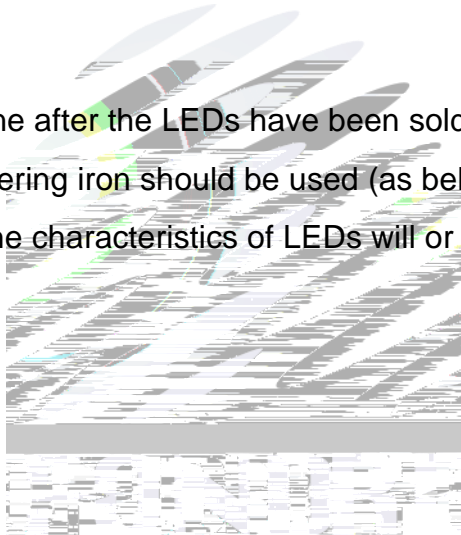 ne after the LEDs have been sold
ering iron should be used (as bel
ne characteristics of LEDs will or